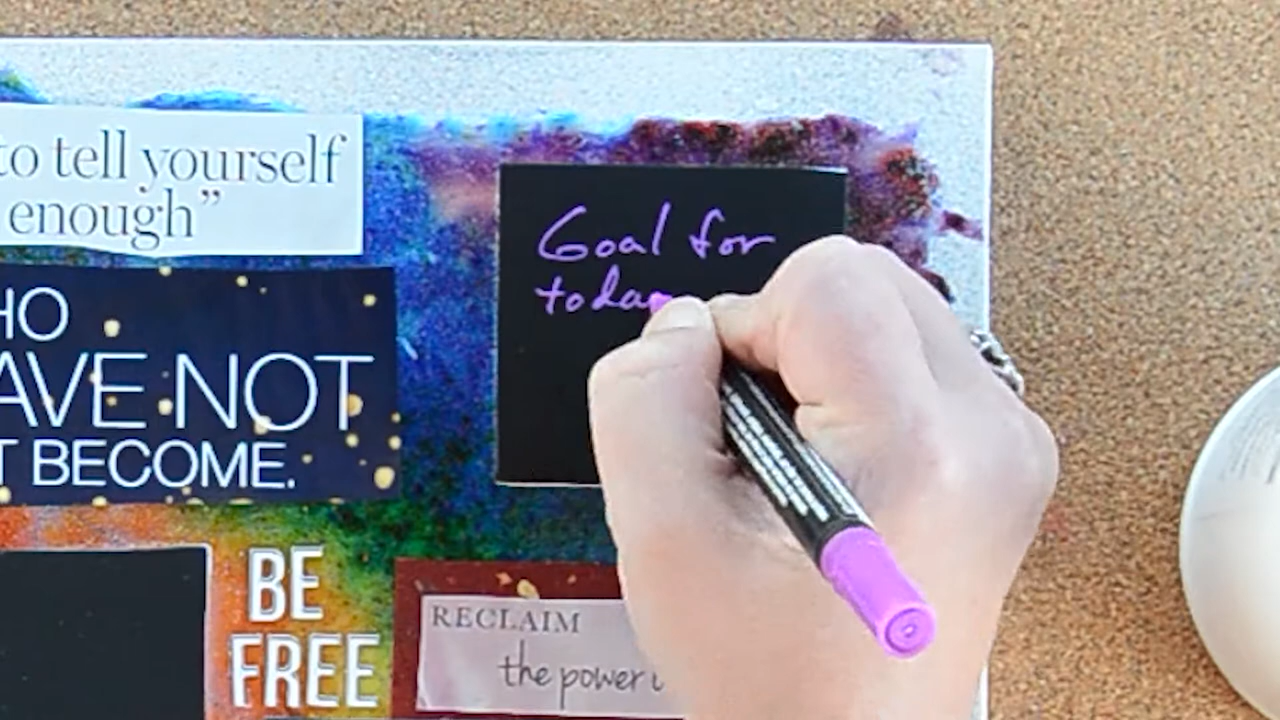 to tell yourself
enough”
HO
AVE NOT
T BECOME.
Goal for
BE
FREE
RECLAIM
the power